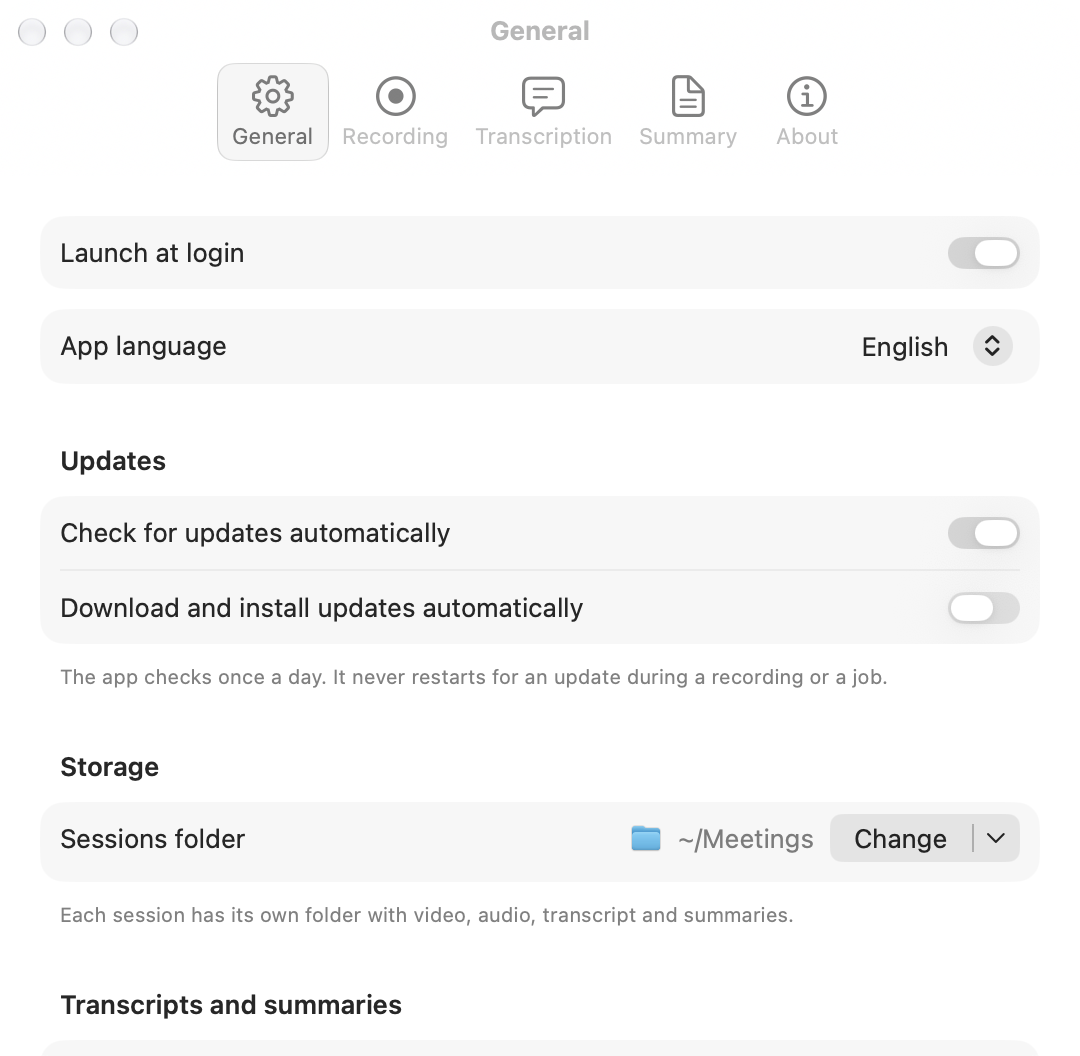 General
General
Recording
Transcription
Summary
About
Launch at login
App language
English
Updates
Check for updates automatically
Download and install updates automatically
The app checks once a day. It never restarts for an update during a recording or a job.
Storage
Sessions folder
~/Meetings
Change
Each session has its own folder with video, audio, transcript and summaries.
Transcripts and summaries